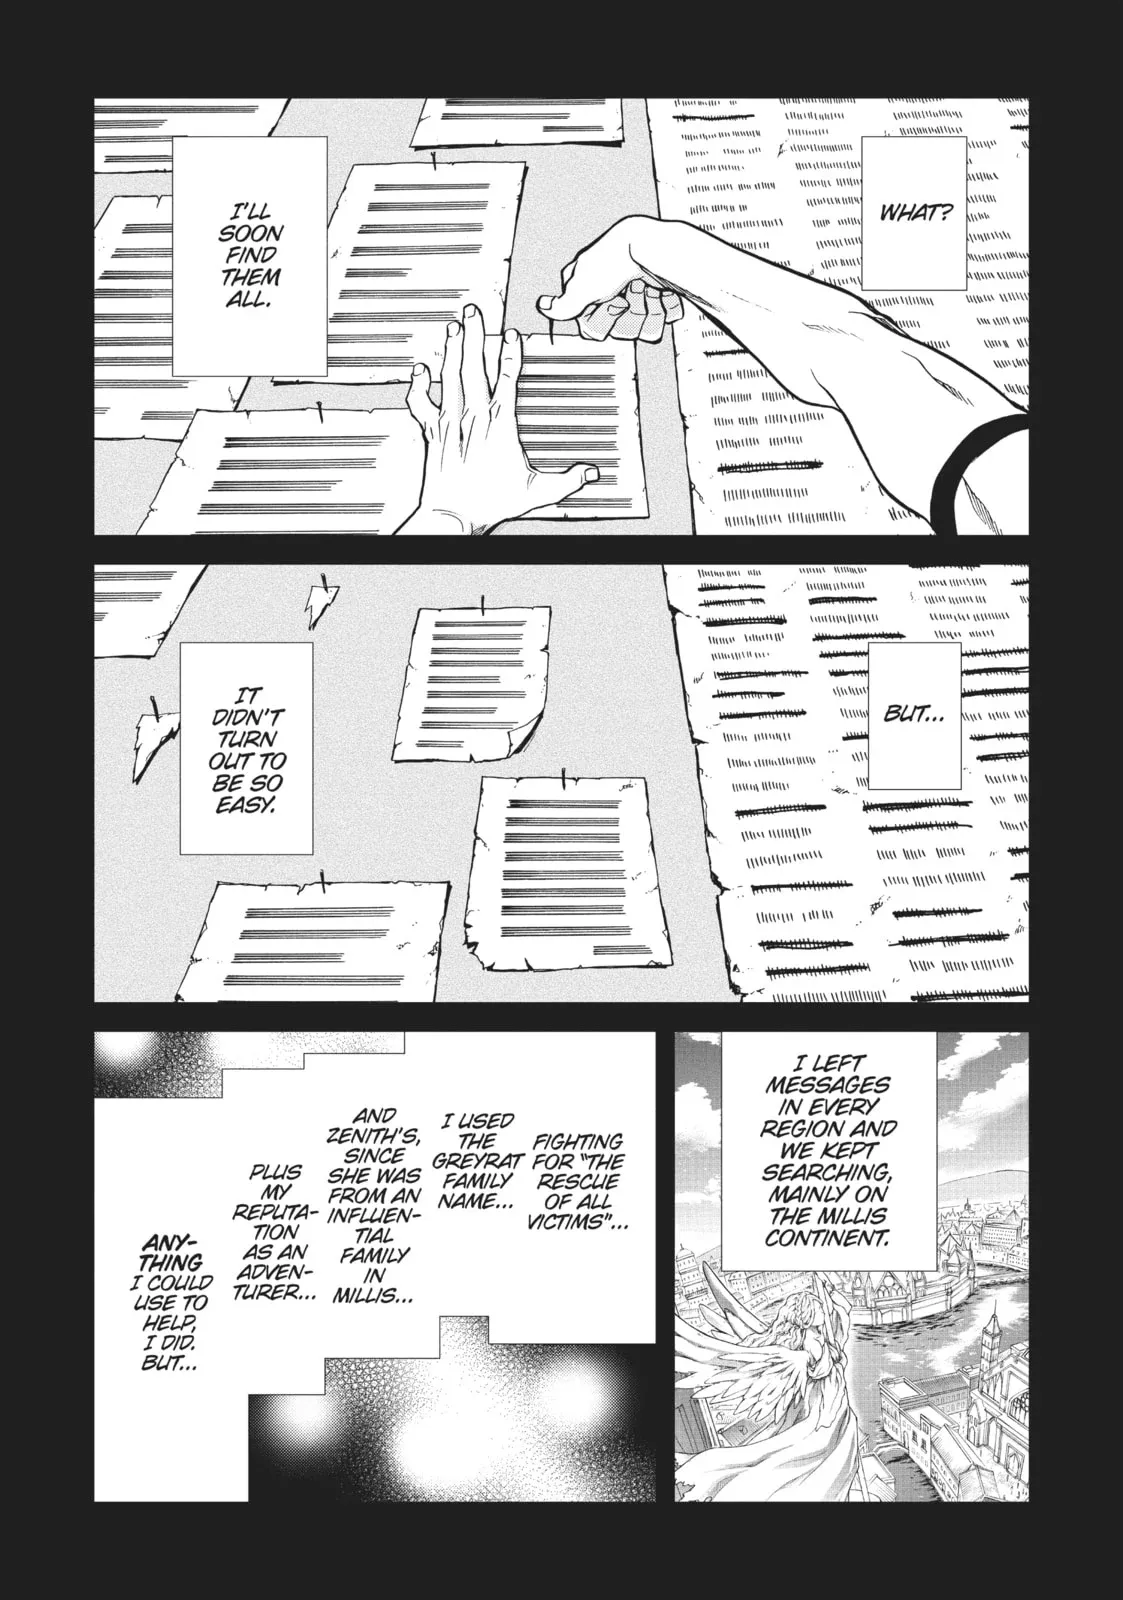 WHAT?
I'LL
SOON
FIND
THEM
ALL.
BUT...
IT
DIDN'T
TURN
OUT TO
BE SO
EASY.
I LEFT
MESSAGES
IN EVERY
REGION AND
WE KEPT
SEARCHING,
MAINLY ON
THE MILLIS
CONTINENT.
FIGHTING
FOR "THE
RESCUE
OF ALL
VICTIMS"...
I USED
THE
GREYRAT
FAMILY
NAME...
AND
ZENITH'S,
SINCE
SHE WAS
FROM AN
INFLUEN-
TIAL
FAMILY
IN
MILLIS...
PLUS
MY
REPUTA-
TION
AS AN
ADVEN-
TURER...
ANY-
THING
I COULD
USE TO
HELP,
I DID.
BUT...